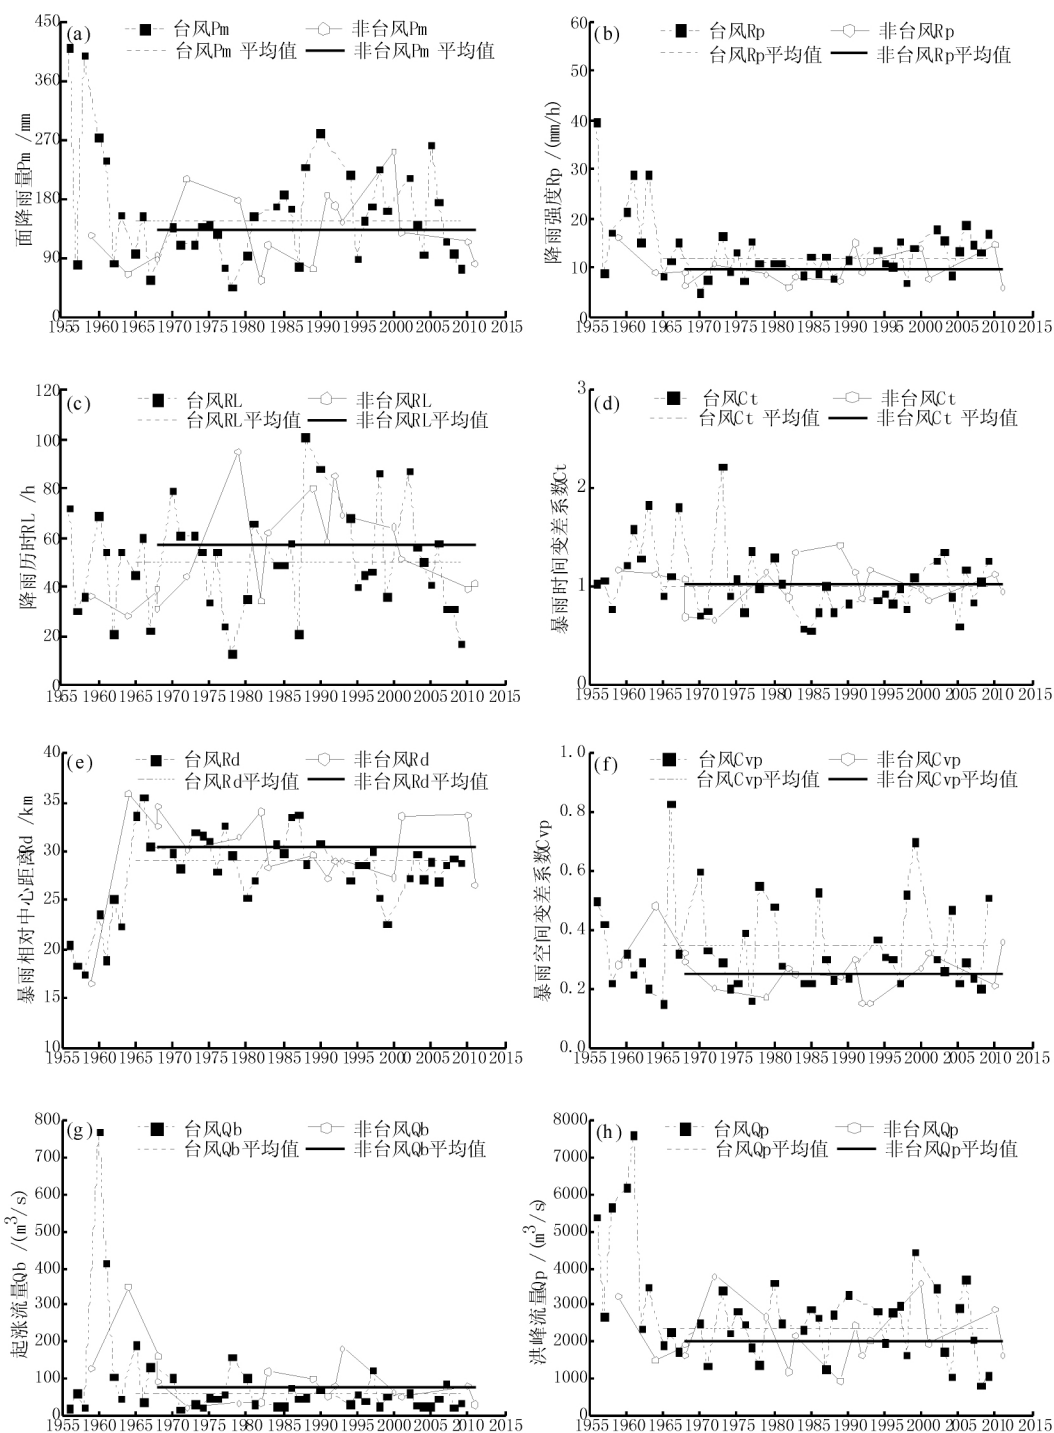 (a) 台风Pm 非台风Pm
台风Pm 平均值 非台风Pm 平均值
面降雨量Pm /mm
450
360
270
180
90
0
1955 1960 1965 1970 1975 1980 1985 1990 1995 2000 2005 2010 2015
(b) 台风Rp 非台风Rp
台风Rp平均值 非台风Rp平均值
降雨强度Rp /(mm/h)
60
50
40
30
20
10
0
1955 1960 1965 1970 1975 1980 1985 1990 1995 2000 2005 2010 2015
(c) 台风RL 非台风RL
台风RL平均值 非台风RL平均值
降雨历时RL /h
120
100
80
60
40
20
0
1955 1960 1965 1970 1975 1980 1985 1990 1995 2000 2005 2010 2015
(d) 台风Ct 非台风Ct
台风Ct 平均值 非台风Ct 平均值
暴雨时间变差系数Ct
3
2
1
0
1955 1960 1965 1970 1975 1980 1985 1990 1995 2000 2005 2010 2015
(e) 台风Rd 非台风Rd
台风Rd平均值 非台风Rd平均值
暴雨相对中心距离Rd /km
40
35
30
25
20
15
10
1955 1960 1965 1970 1975 1980 1985 1990 1995 2000 2005 2010 2015
(f) 台风Cvp 非台风Cvp
台风Cvp平均值 非台风Cvp平均值
暴雨空间变差系数Cvp
1.0
0.8
0.6
0.4
0.2
0.0
1955 1960 1965 1970 1975 1980 1985 1990 1995 2000 2005 2010 2015
(g) 台风Qb 非台风Qb
台风Qb平均值 非台风Qb平均值
起涨流量Qb /(m³/s)
800
700
600
500
400
300
200
100
0
1955 1960 1965 1970 1975 1980 1985 1990 1995 2000 2005 2010 2015
(h) 台风Qp 非台风Qp
台风Qp平均值 非台风Qp平均值
洪峰流量Qp /(m³/s)
8000
7000
6000
5000
4000
3000
2000
1000
0
1955 1960 1965 1970 1975 1980 1985 1990 1995 2000 2005 2010 2015